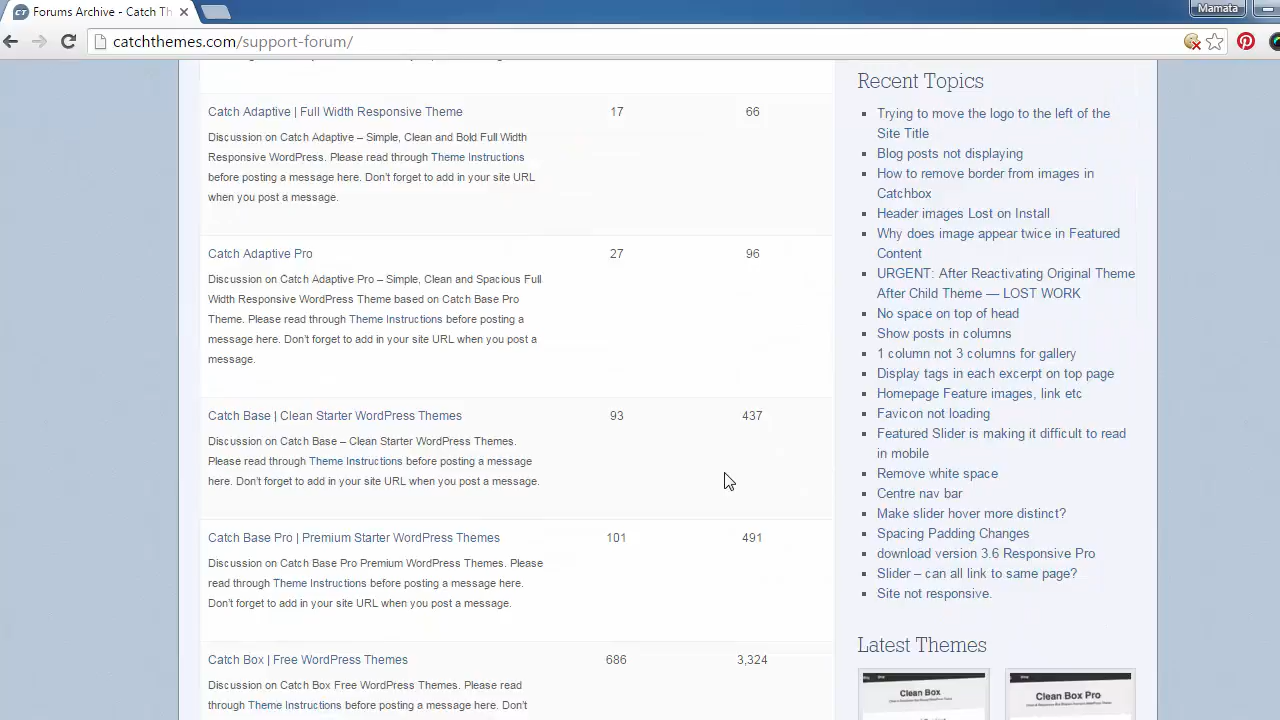 Forums Archive - Catch Th
Mamata
catchthemes.com/support-forum/
Catch Adaptive | Full Width Responsive Theme 17 66
Discussion on Catch Adaptive – Simple, Clean and Bold Full Width
Responsive WordPress. Please read through Theme Instructions
before posting a message here. Don't forget to add in your site URL
when you post a message.
Catch Adaptive Pro 27 96
Discussion on Catch Adaptive Pro – Simple, Clean and Spacious Full
Width Responsive WordPress Theme based on Catch Base Pro
Theme. Please read through Theme Instructions before posting a
message here. Don't forget to add in your site URL when you post a
message.
Catch Base | Clean Starter WordPress Themes 93 437
Discussion on Catch Base – Clean Starter WordPress Themes.
Please read through Theme Instructions before posting a message
here. Don't forget to add in your site URL when you post a message.
Catch Base Pro | Premium Starter WordPress Themes 101 491
Discussion on Catch Base Pro Premium WordPress Themes. Please
read through Theme Instructions before posting a message here.
Don't forget to add in your site URL when you post a message.
Catch Box | Free WordPress Themes 686 3,324
Discussion on Catch Box Free WordPress Themes. Please read
through Theme Instructions before posting a message here. Don't
Recent Topics
Trying to move the logo to the left of the
Site Title
Blog posts not displaying
How to remove border from images in
Catchbox
Header images Lost on Install
Why does image appear twice in Featured
Content
URGENT: After Reactivating Original Theme
After Child Theme — LOST WORK
No space on top of head
Show posts in columns
1 column not 3 columns for gallery
Display tags in each excerpt on top page
Homepage Feature images, link etc
Favicon not loading
Featured Slider is making it difficult to read
in mobile
Remove white space
Centre nav bar
Make slider hover more distinct?
Spacing Padding Changes
download version 3.6 Responsive Pro
Slider – can all link to same page?
Site not responsive.
Latest Themes
Clean Box
Clean Box Pro